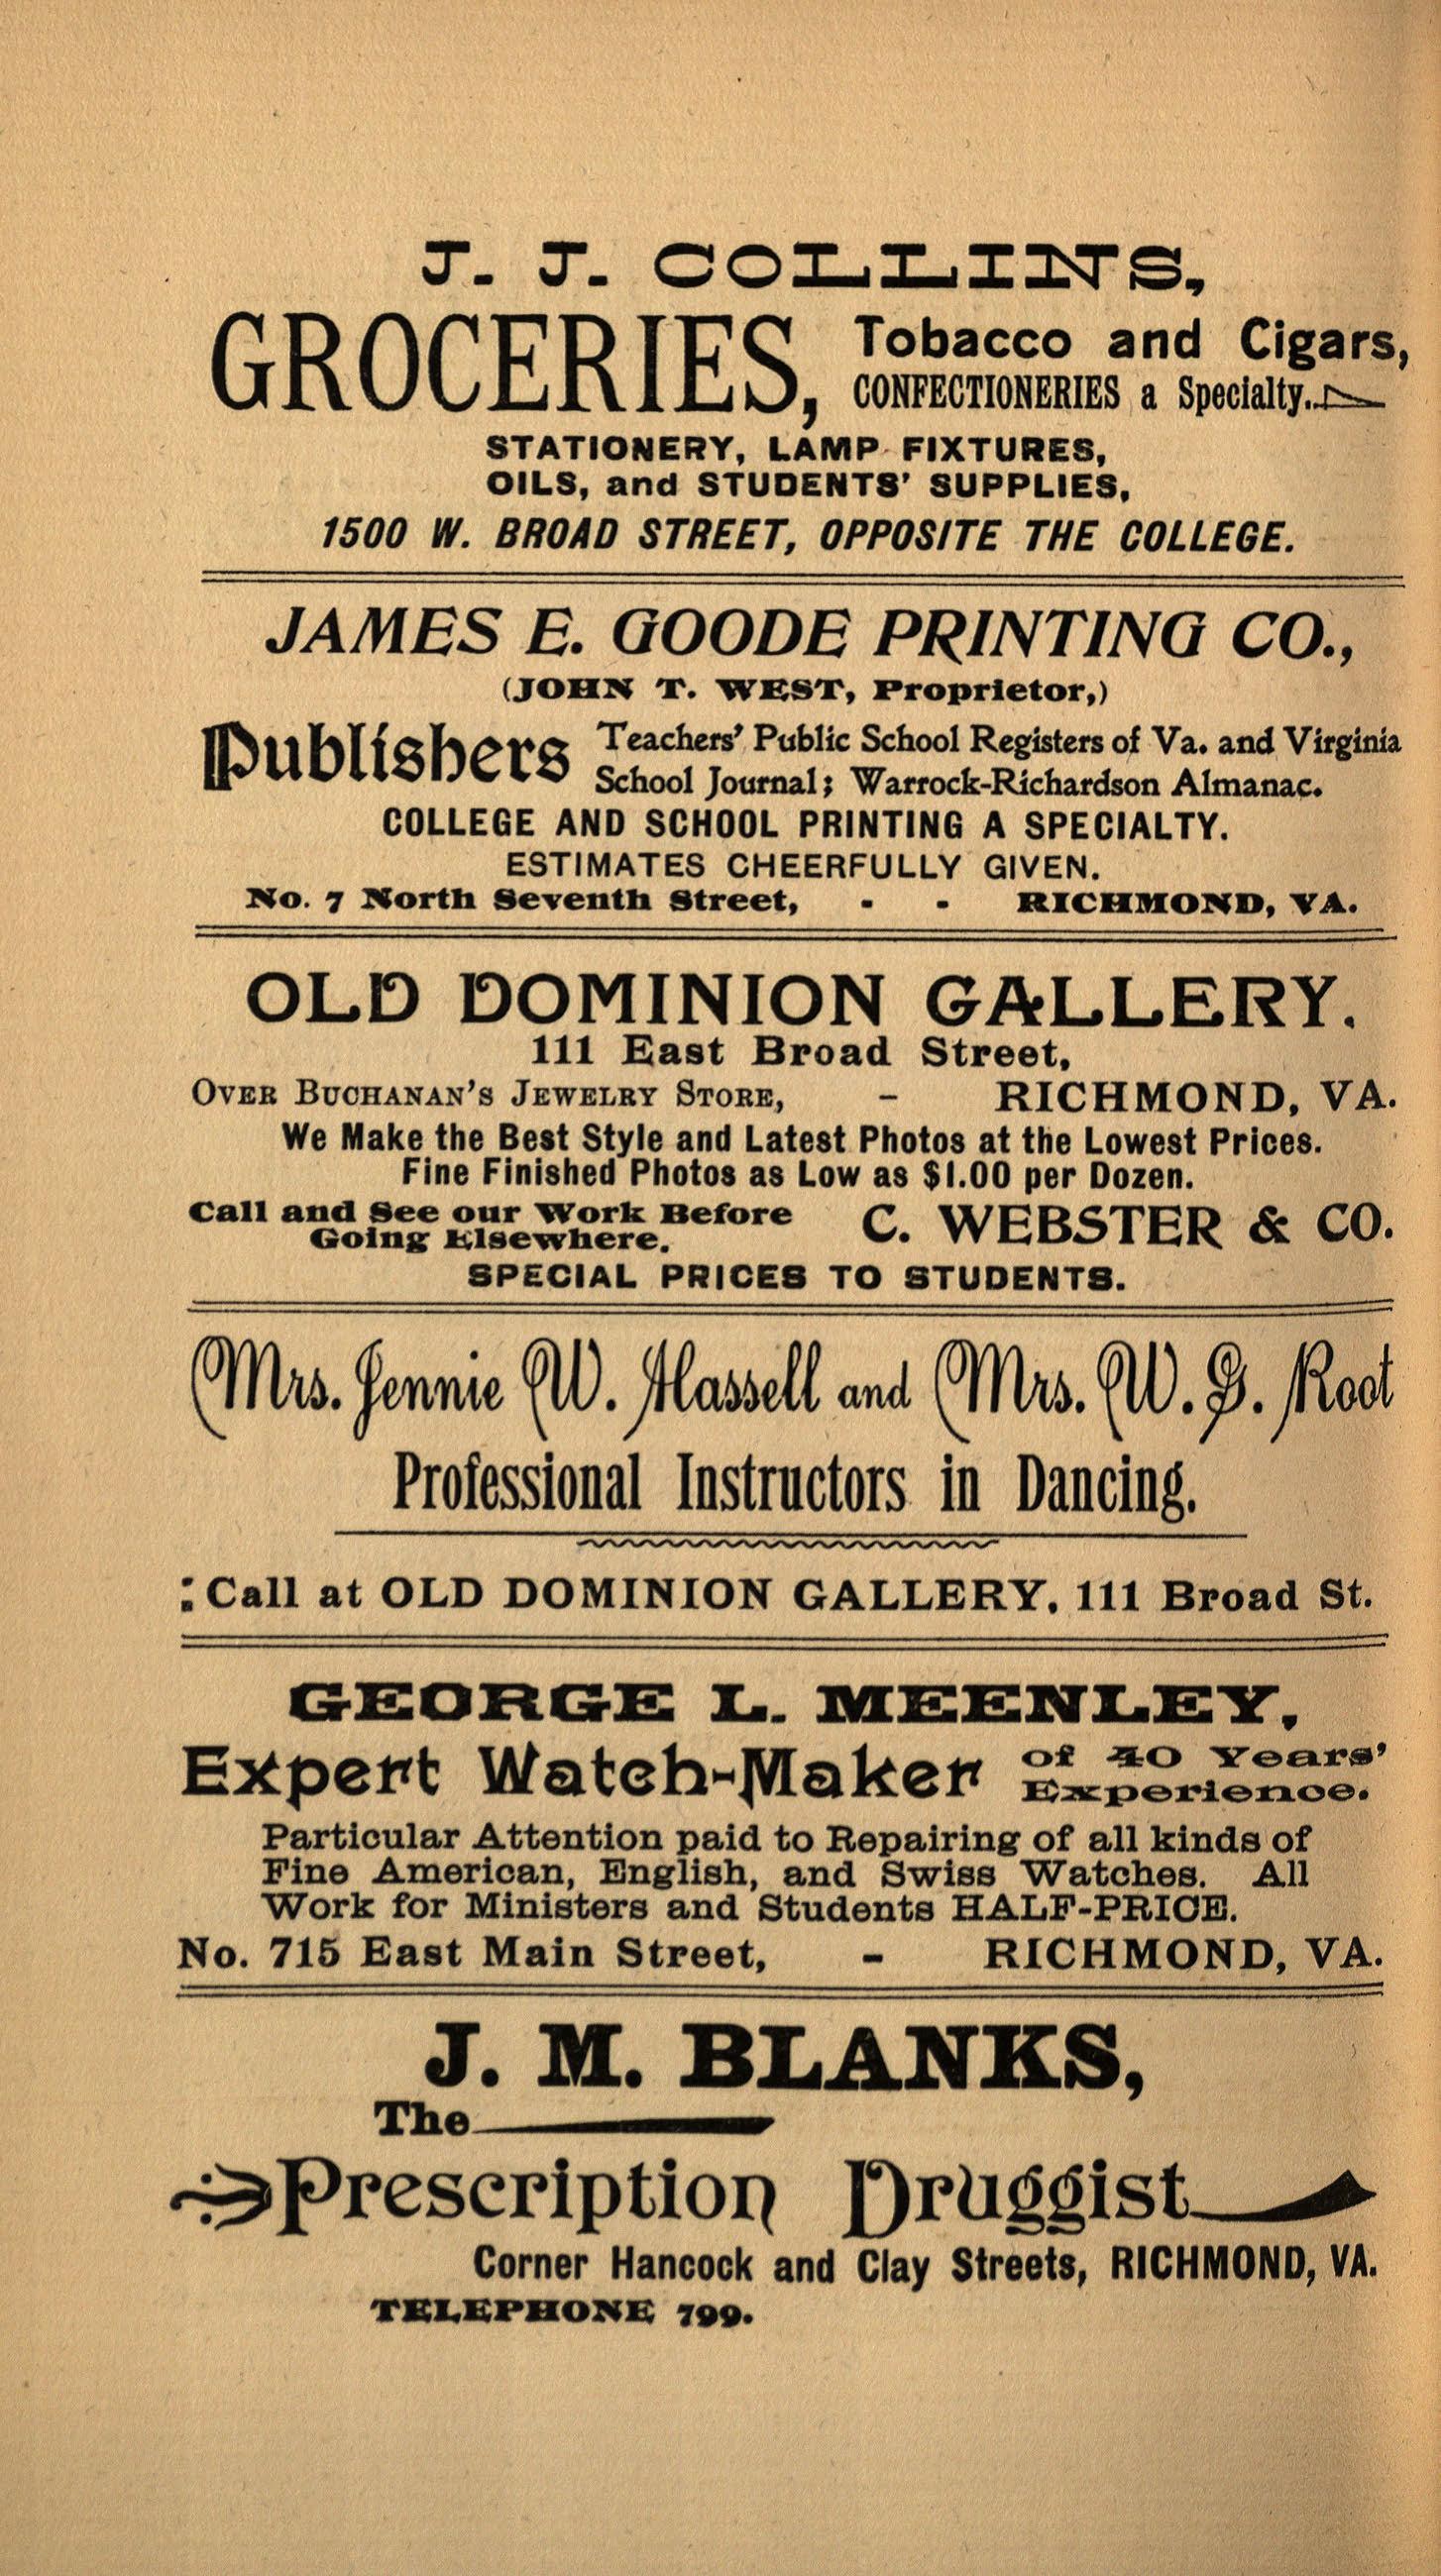 J. J. COLLINS,
GROCERIES, Tobacco and Cigars,
CONFECTIONERIES a Specialty.
STATIONERY, LAMP FIXTURES,
OILS, and STUDENTS' SUPPLIES,
1500 W. BROAD STREET, OPPOSITE THE COLLEGE.
JAMES E. GOODE PRINTING CO.,
(JOHN T. WEST, Proprietor,)
Publishers Teachers' Public School Registers of Va. and Virginia
School Journal; Warrock-Richardson Almanac.
COLLEGE AND SCHOOL PRINTING A SPECIALTY.
ESTIMATES CHEERFULLY GIVEN.
No. 7 North Seventh Street, - - RICHMOND, VA.
OLD DOMINION GALLERY.
111 East Broad Street,
OVER BUCHANAN'S JEWELRY STORE, - RICHMOND, VA.
We Make the Best Style and Latest Photos at the Lowest Prices.
Fine Finished Photos as Low as $1.00 per Dozen.
Call and See our Work Before
Going Elsewhere. C. WEBSTER & CO.
SPECIAL PRICES TO STUDENTS.
Mrs. Jennie W. Hassell and Mrs. W. G. Root
Professional Instructors in Dancing.
: Call at OLD DOMINION GALLERY, 111 Broad St.
GEORGE L. MEENLEY,
Expert Watch-Maker of 40 Years'
Experience.
Particular Attention paid to Repairing of all kinds of
Fine American, English, and Swiss Watches. All
Work for Ministers and Students HALF-PRICE.
No. 715 East Main Street, - RICHMOND, VA.
J. M. BLANKS,
The
Prescription Druggist
Corner Hancock and Clay Streets, RICHMOND, VA.
TELEPHONE 799.